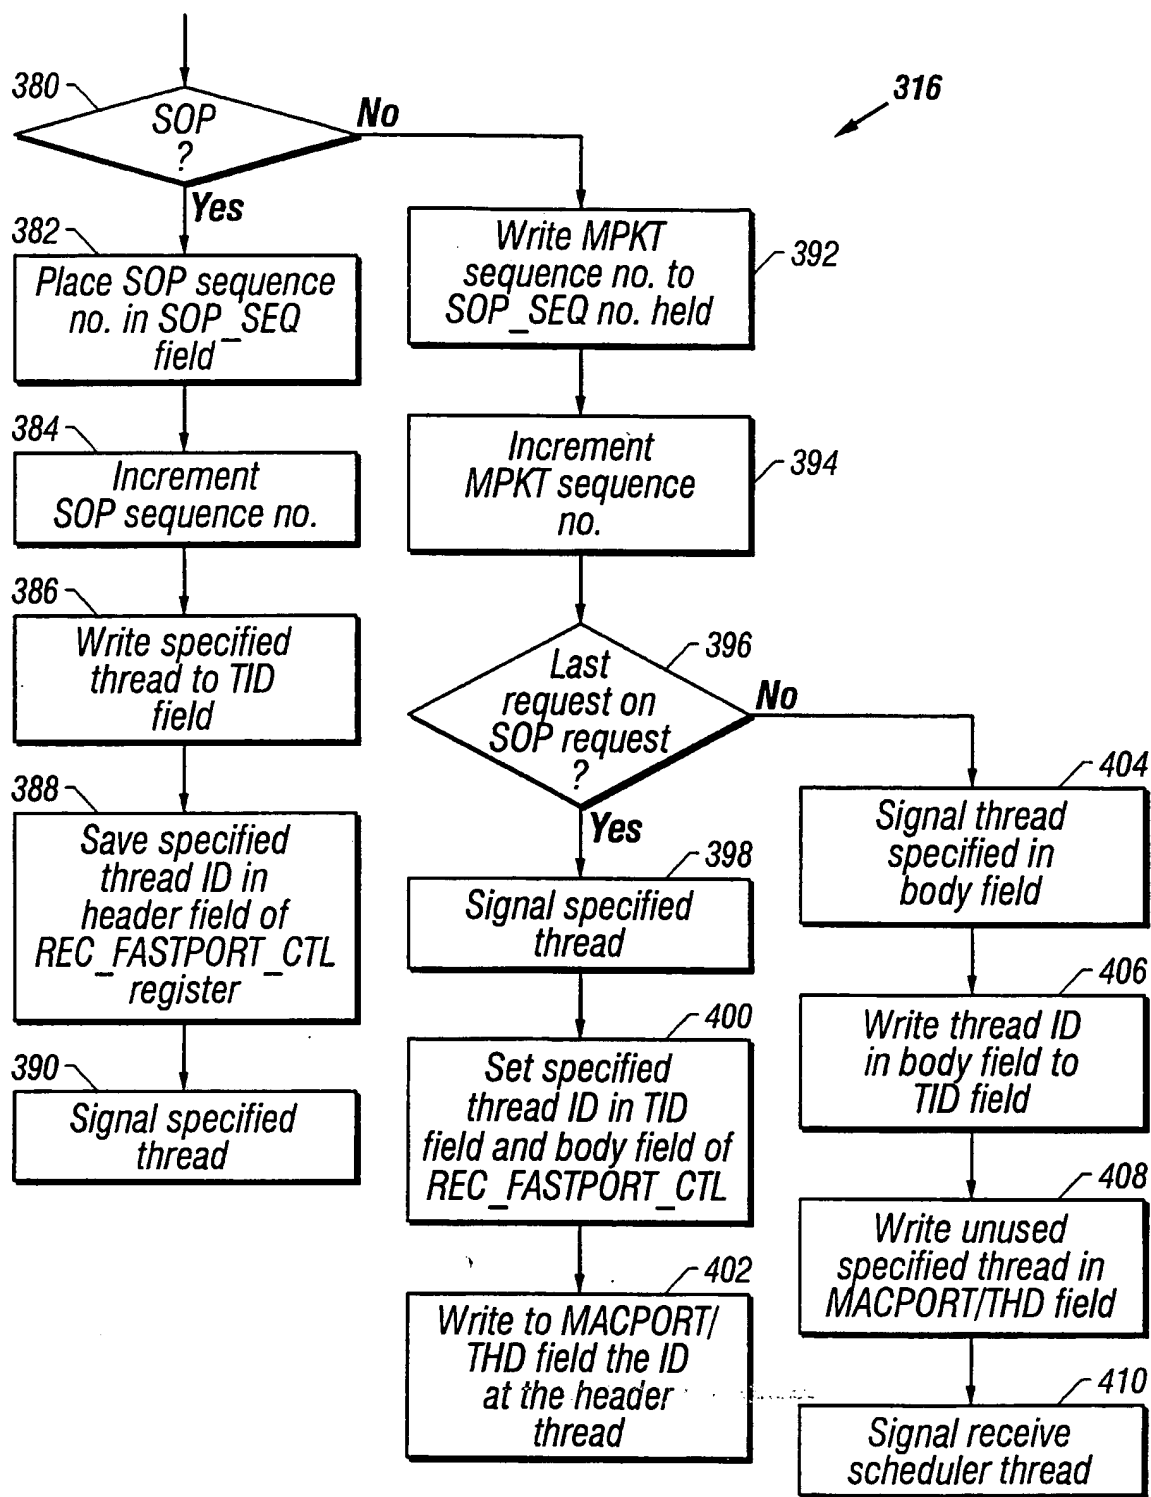 380
SOP
?
No
316
Yes
382
Place SOP sequence
no. in SOP_SEQ
field
384
Increment
SOP sequence no.
386
Write specified
thread to TID
field
388
Save specified
thread ID in
header field of
REC_FASTPORT_CTL
register
390
Signal specified
thread
Write MPKT
sequence no. to
SOP_SEQ no. held
392
Increment
MPKT sequence
no.
394
396
Last
request on
SOP request
?
No
Yes
398
Signal specified
thread
400
Set specified
thread ID in TID
field and body field of
REC_FASTPORT_CTL
402
Write to MACPORT/
THD field the ID
at the header
thread
404
Signal thread
specified in
body field
406
Write thread ID
in body field to
TID field
408
Write unused
specified thread in
MACPORT/THD field
410
Signal receive
scheduler thread